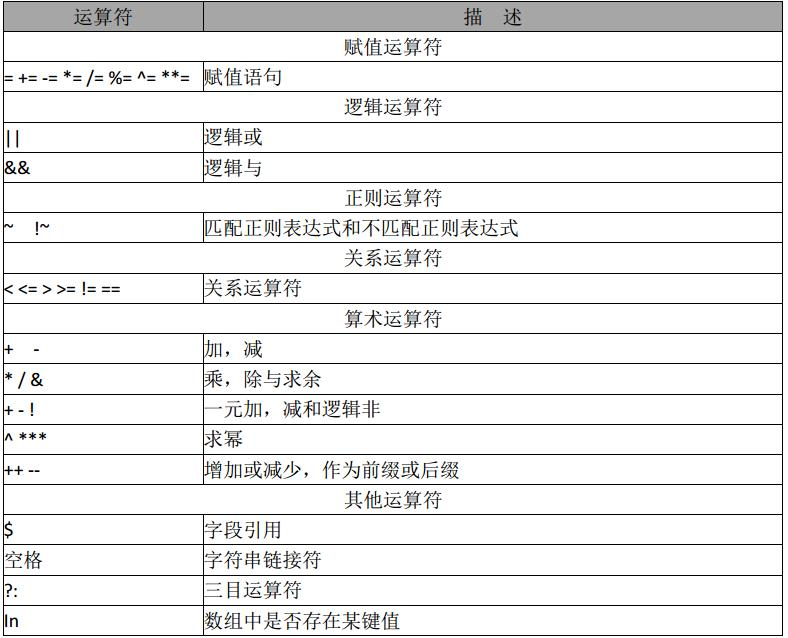 运算符 描 述
赋值运算符
= += -= *= /= %= ^= **= 赋值语句
逻辑运算符
|| 逻辑或
&& 逻辑与
正则运算符
~ !~ 匹配正则表达式和不匹配正则表达式
关系运算符
< <= > >= != == 关系运算符
算术运算符
+ - 加，减
* / & 乘，除与求余
+ - ! 一元加，减和逻辑非
^ *** 求幂
++ -- 增加或减少，作为前缀或后缀
其他运算符
$ 字段引用
空格 字符串链接符
?: 三目运算符
In 数组中是否存在某键值